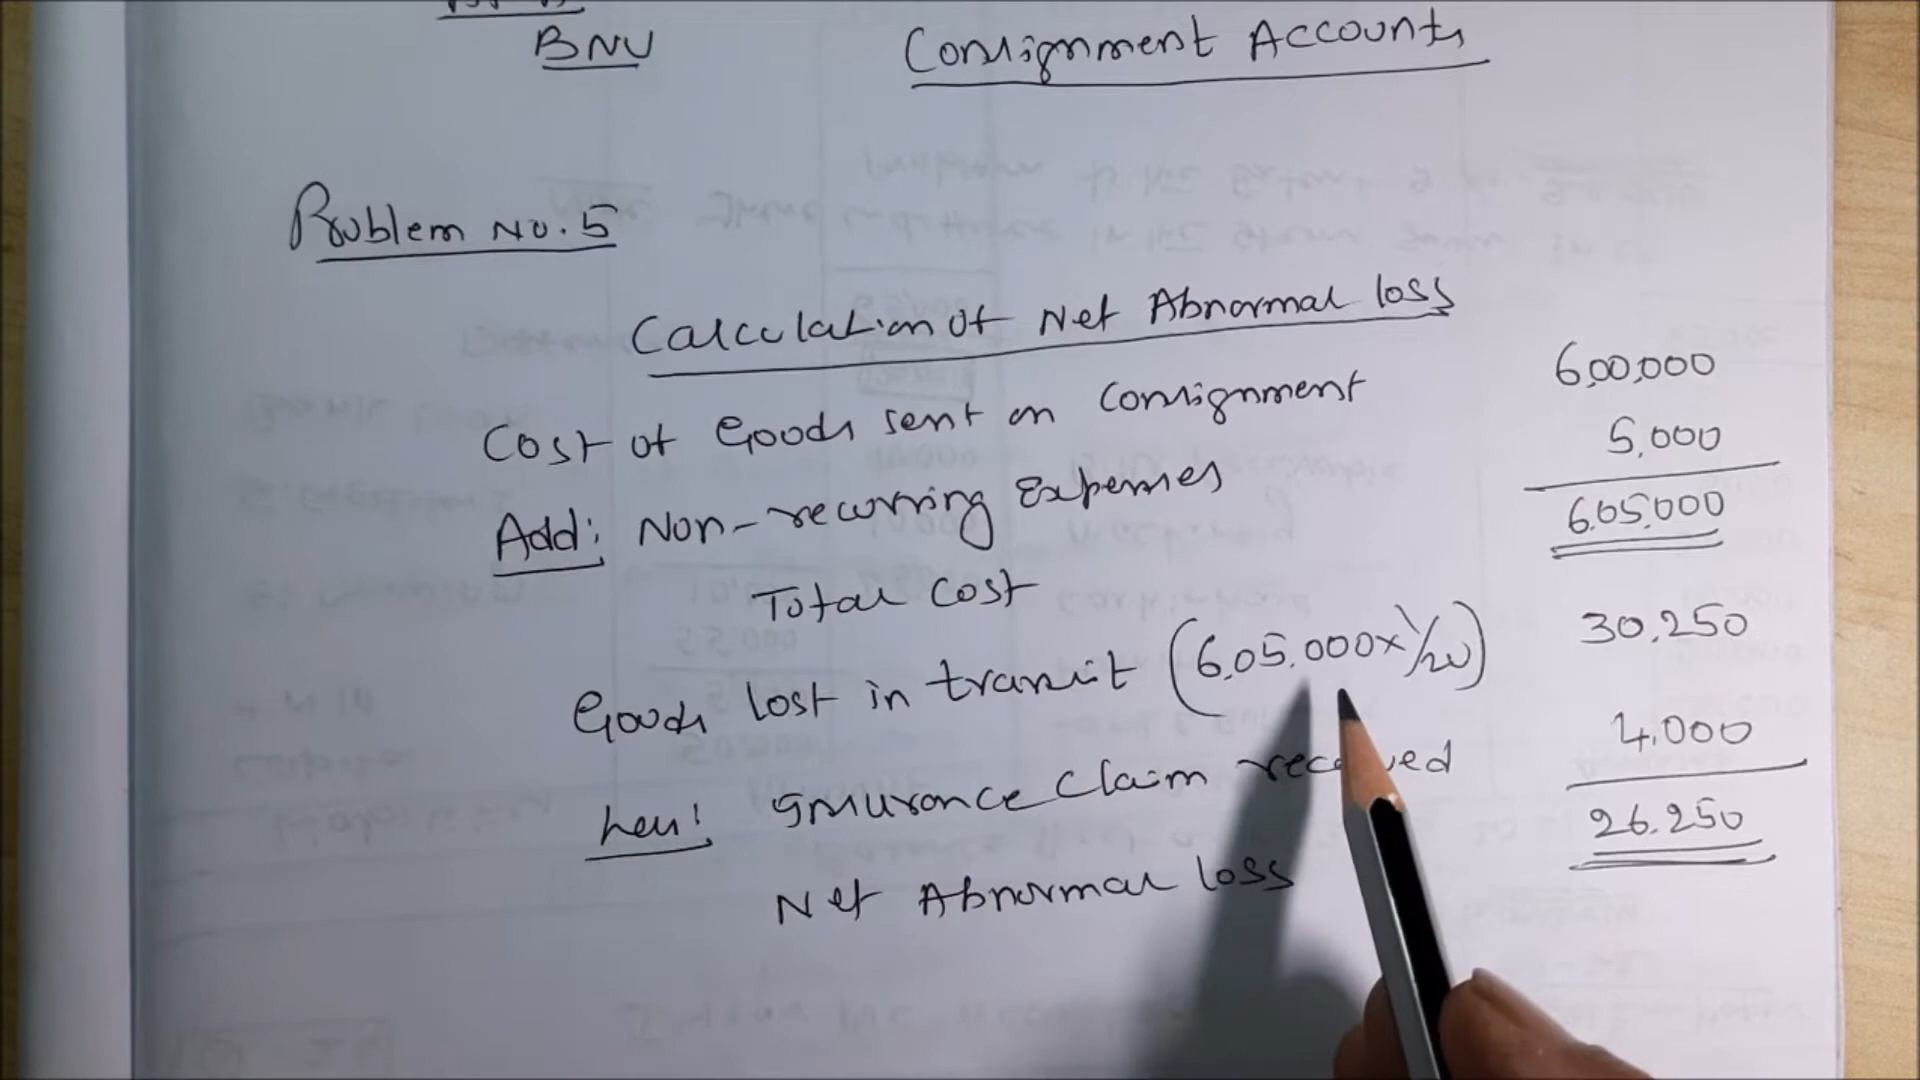 BNU
Consignment Accounts
Problem No. 5
Calculation of Net Abnormal loss
Cost of Goods sent on Consignment 6,00,000
Add: Non-recurring Expenses 5,000
Total Cost 6,05,000
Goods lost in transit (6,05,000 x 1/20) 30,250
Less: Insurance Claim received 4,000
Net Abnormal loss 26,250